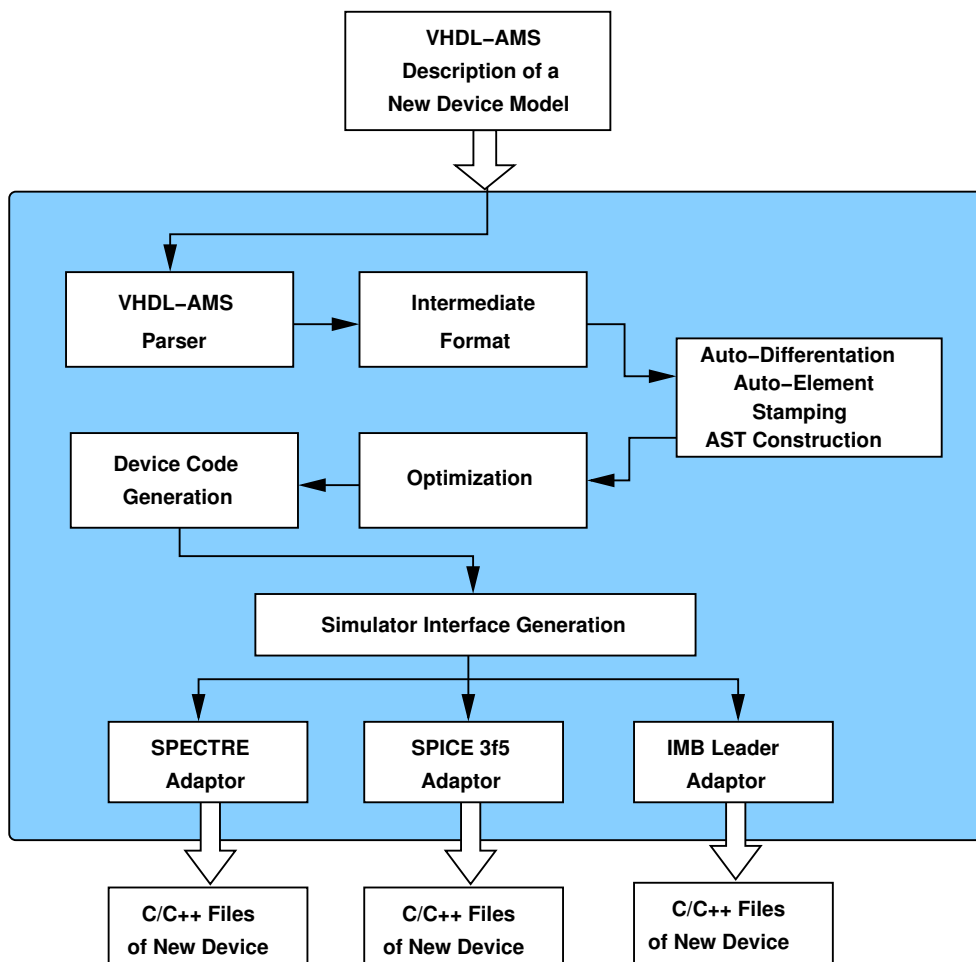 VHDL−AMS
Description of a
New Device Model
VHDL−AMS
Parser
Intermediate
Format
Auto−Differentation
Auto−Element
Stamping
AST Construction
Device Code
Generation
Optimization
Simulator Interface Generation
SPECTRE
Adaptor
SPICE 3f5
Adaptor
IMB Leader
Adaptor
C/C++ Files
of New Device
C/C++ Files
of New Device
C/C++ Files
of New Device